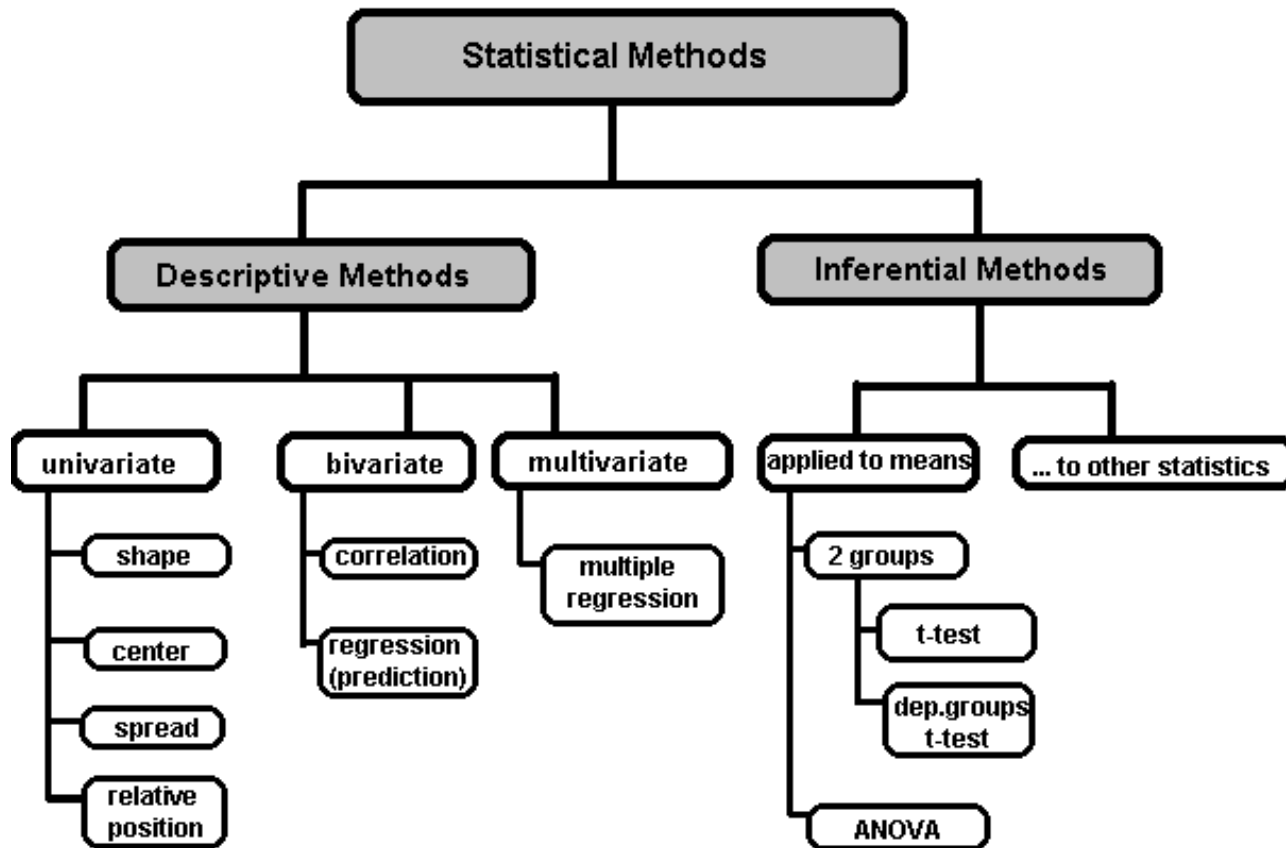 Statistical Methods
Descriptive Methods
Inferential Methods
univariate
bivariate
multivariate
applied to means
... to other statistics
shape
center
spread
relative
position
correlation
regression
(prediction)
multiple
regression
2 groups
t-test
dep.groups
t-test
ANOVA